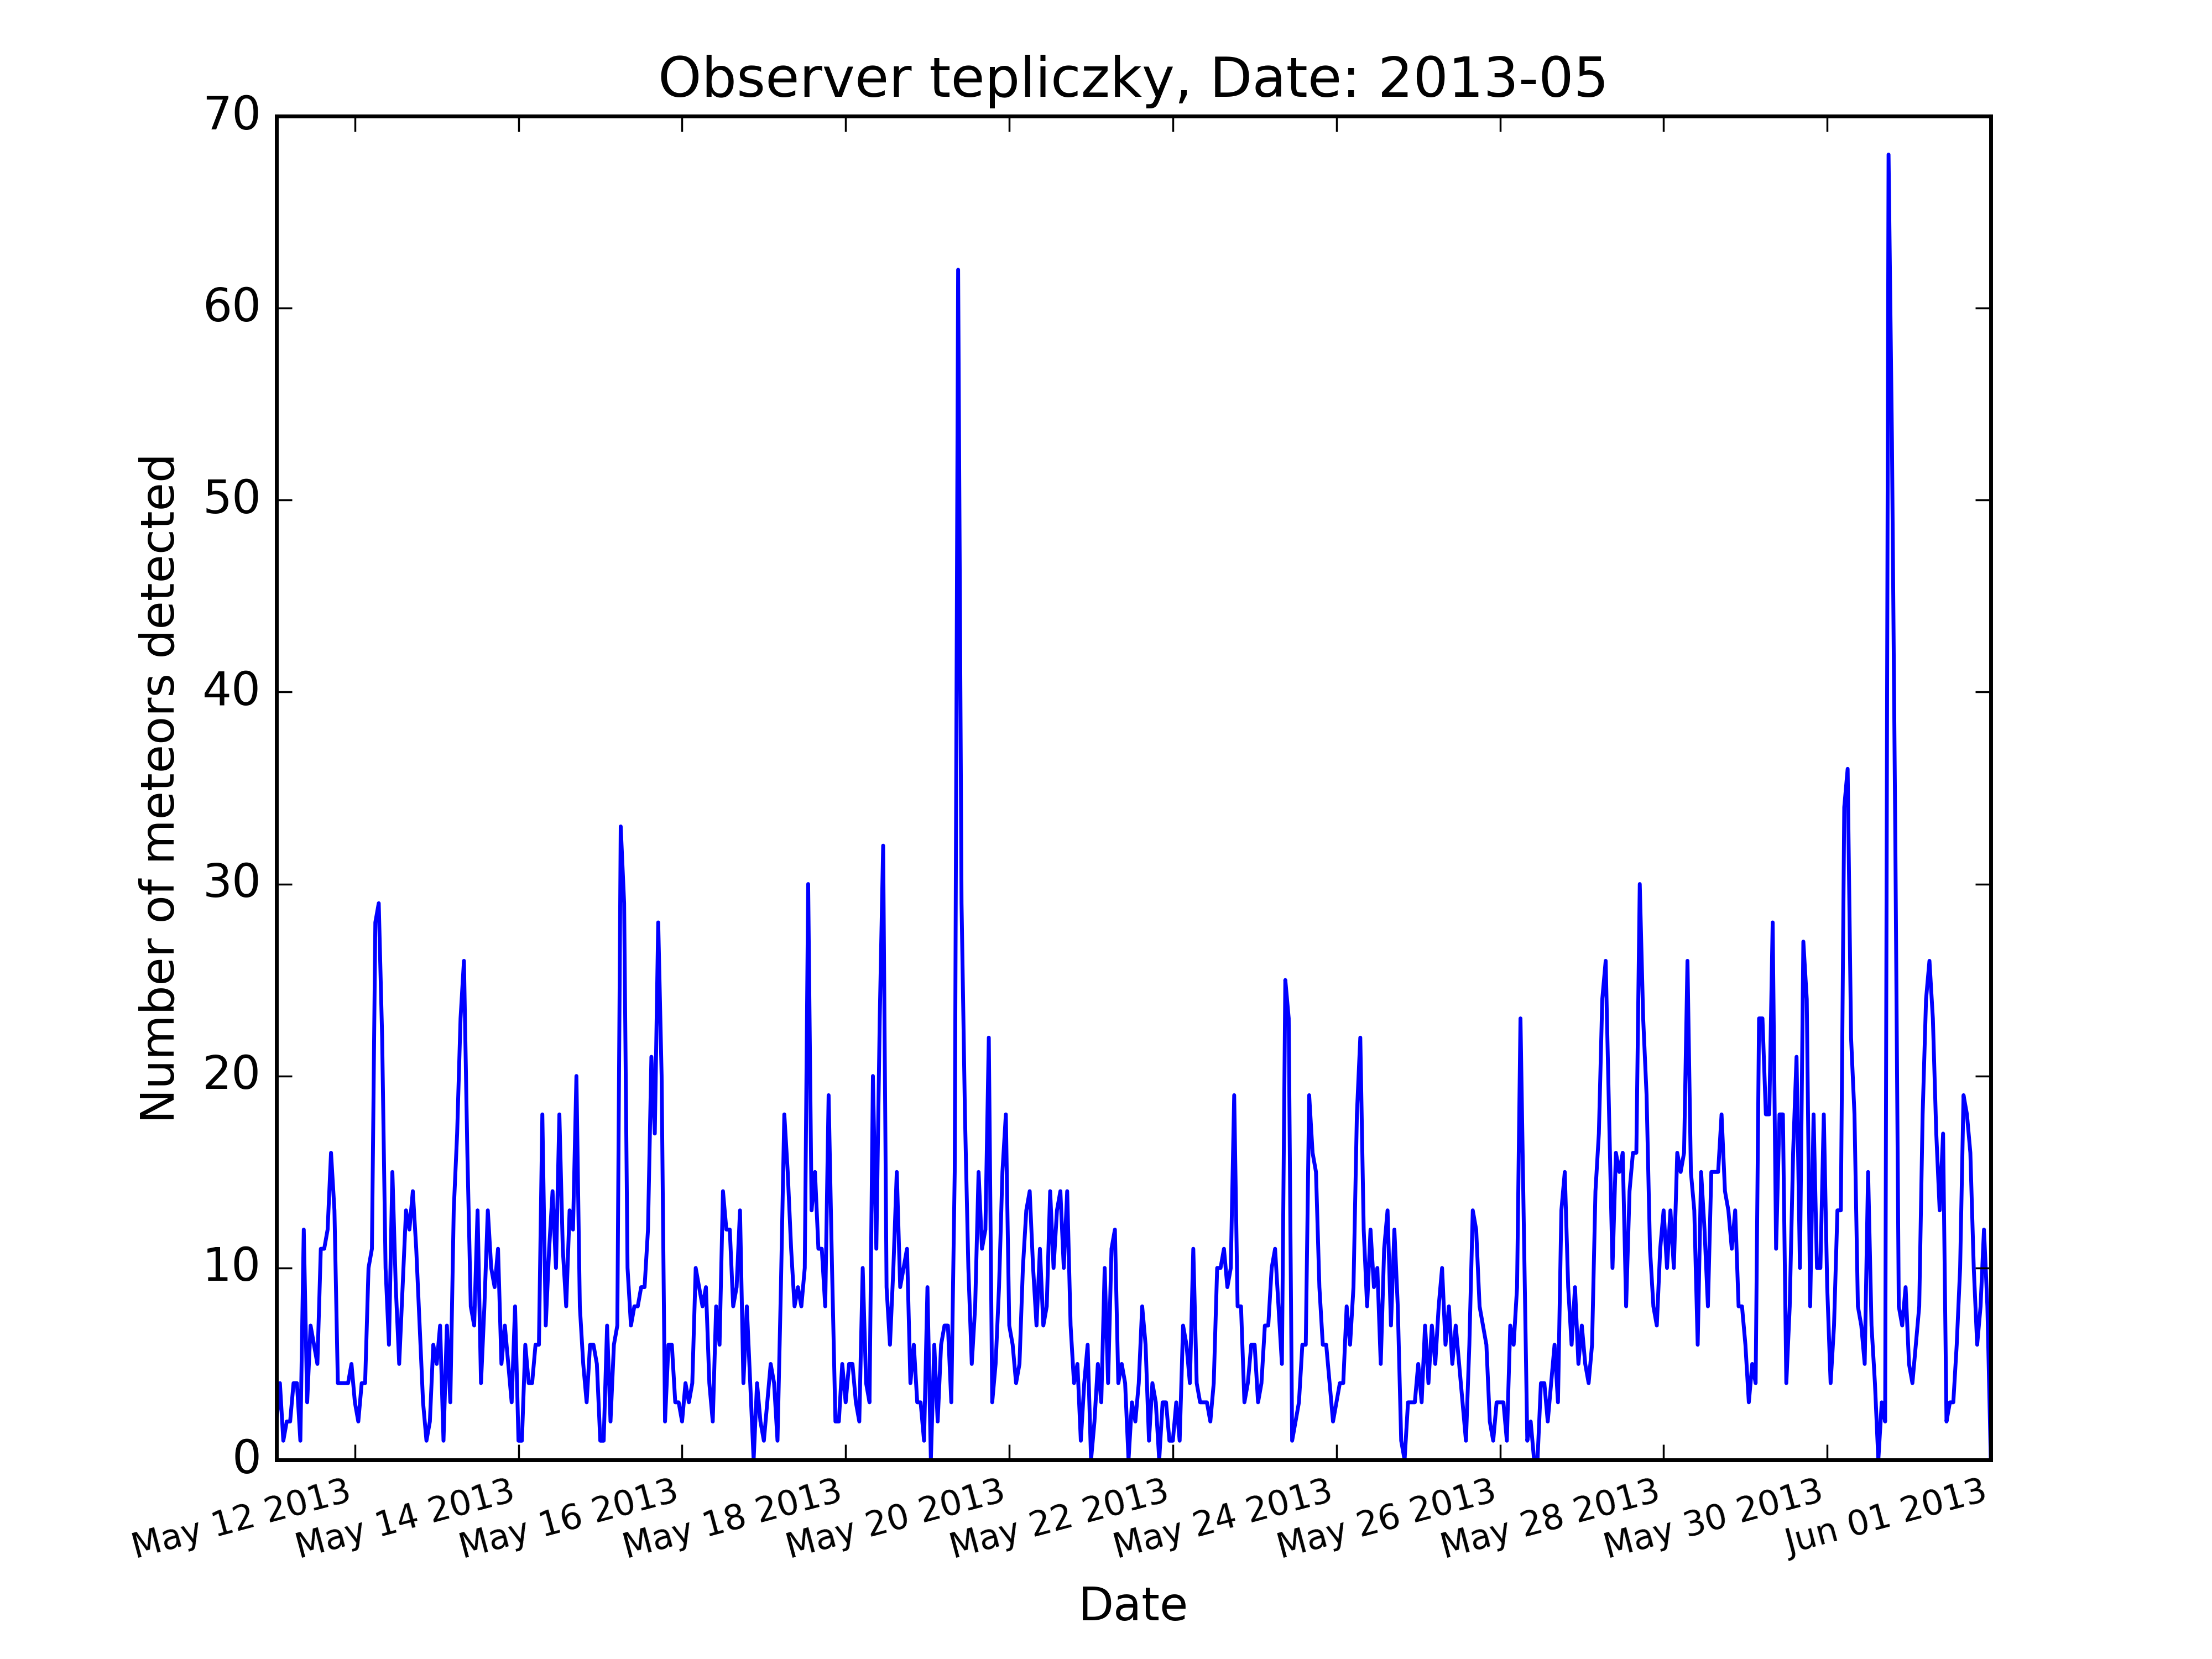 Observer tepliczky, Date: 2013-05
Number of meteors detected
70
60
50
40
30
20
10
0
May 12 2013
May 14 2013
May 16 2013
May 18 2013
May 20 2013
May 22 2013
May 24 2013
May 26 2013
May 28 2013
May 30 2013
Jun 01 2013
Date